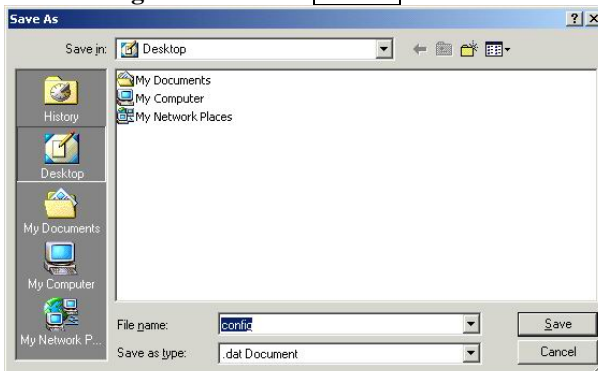 Save As
Save in: Desktop
My Documents
My Computer
My Network Places
History
Desktop
My Documents
My Computer
My Network P...
File name: config Save
Save as type: .dat Document Cancel